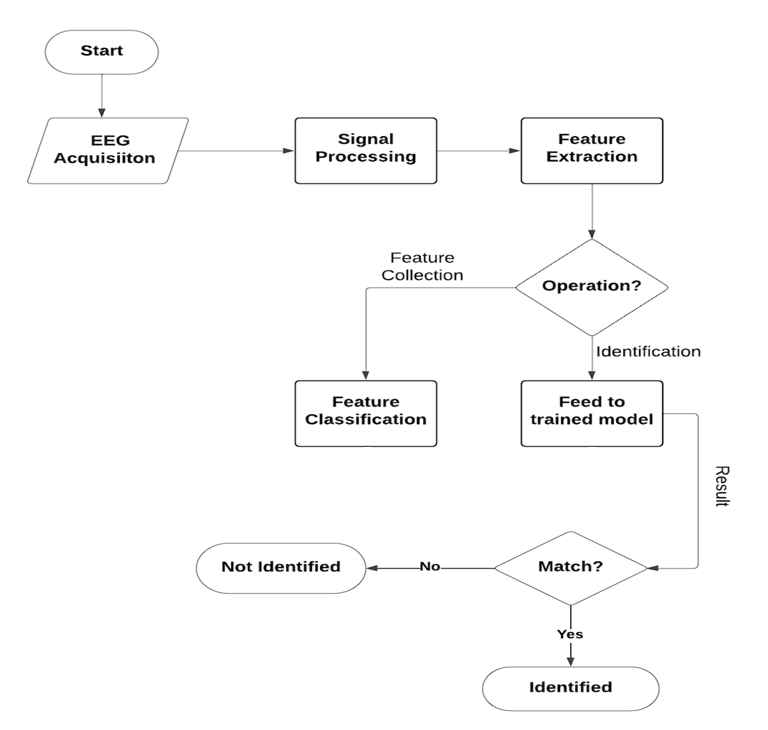 Start
EEG
Acquisiiton
Signal
Processing
Feature
Extraction
Feature
Collection
Operation?
Identification
Feature
Classification
Feed to
trained model
Result
Not Identified
No
Match?
Yes
Identified